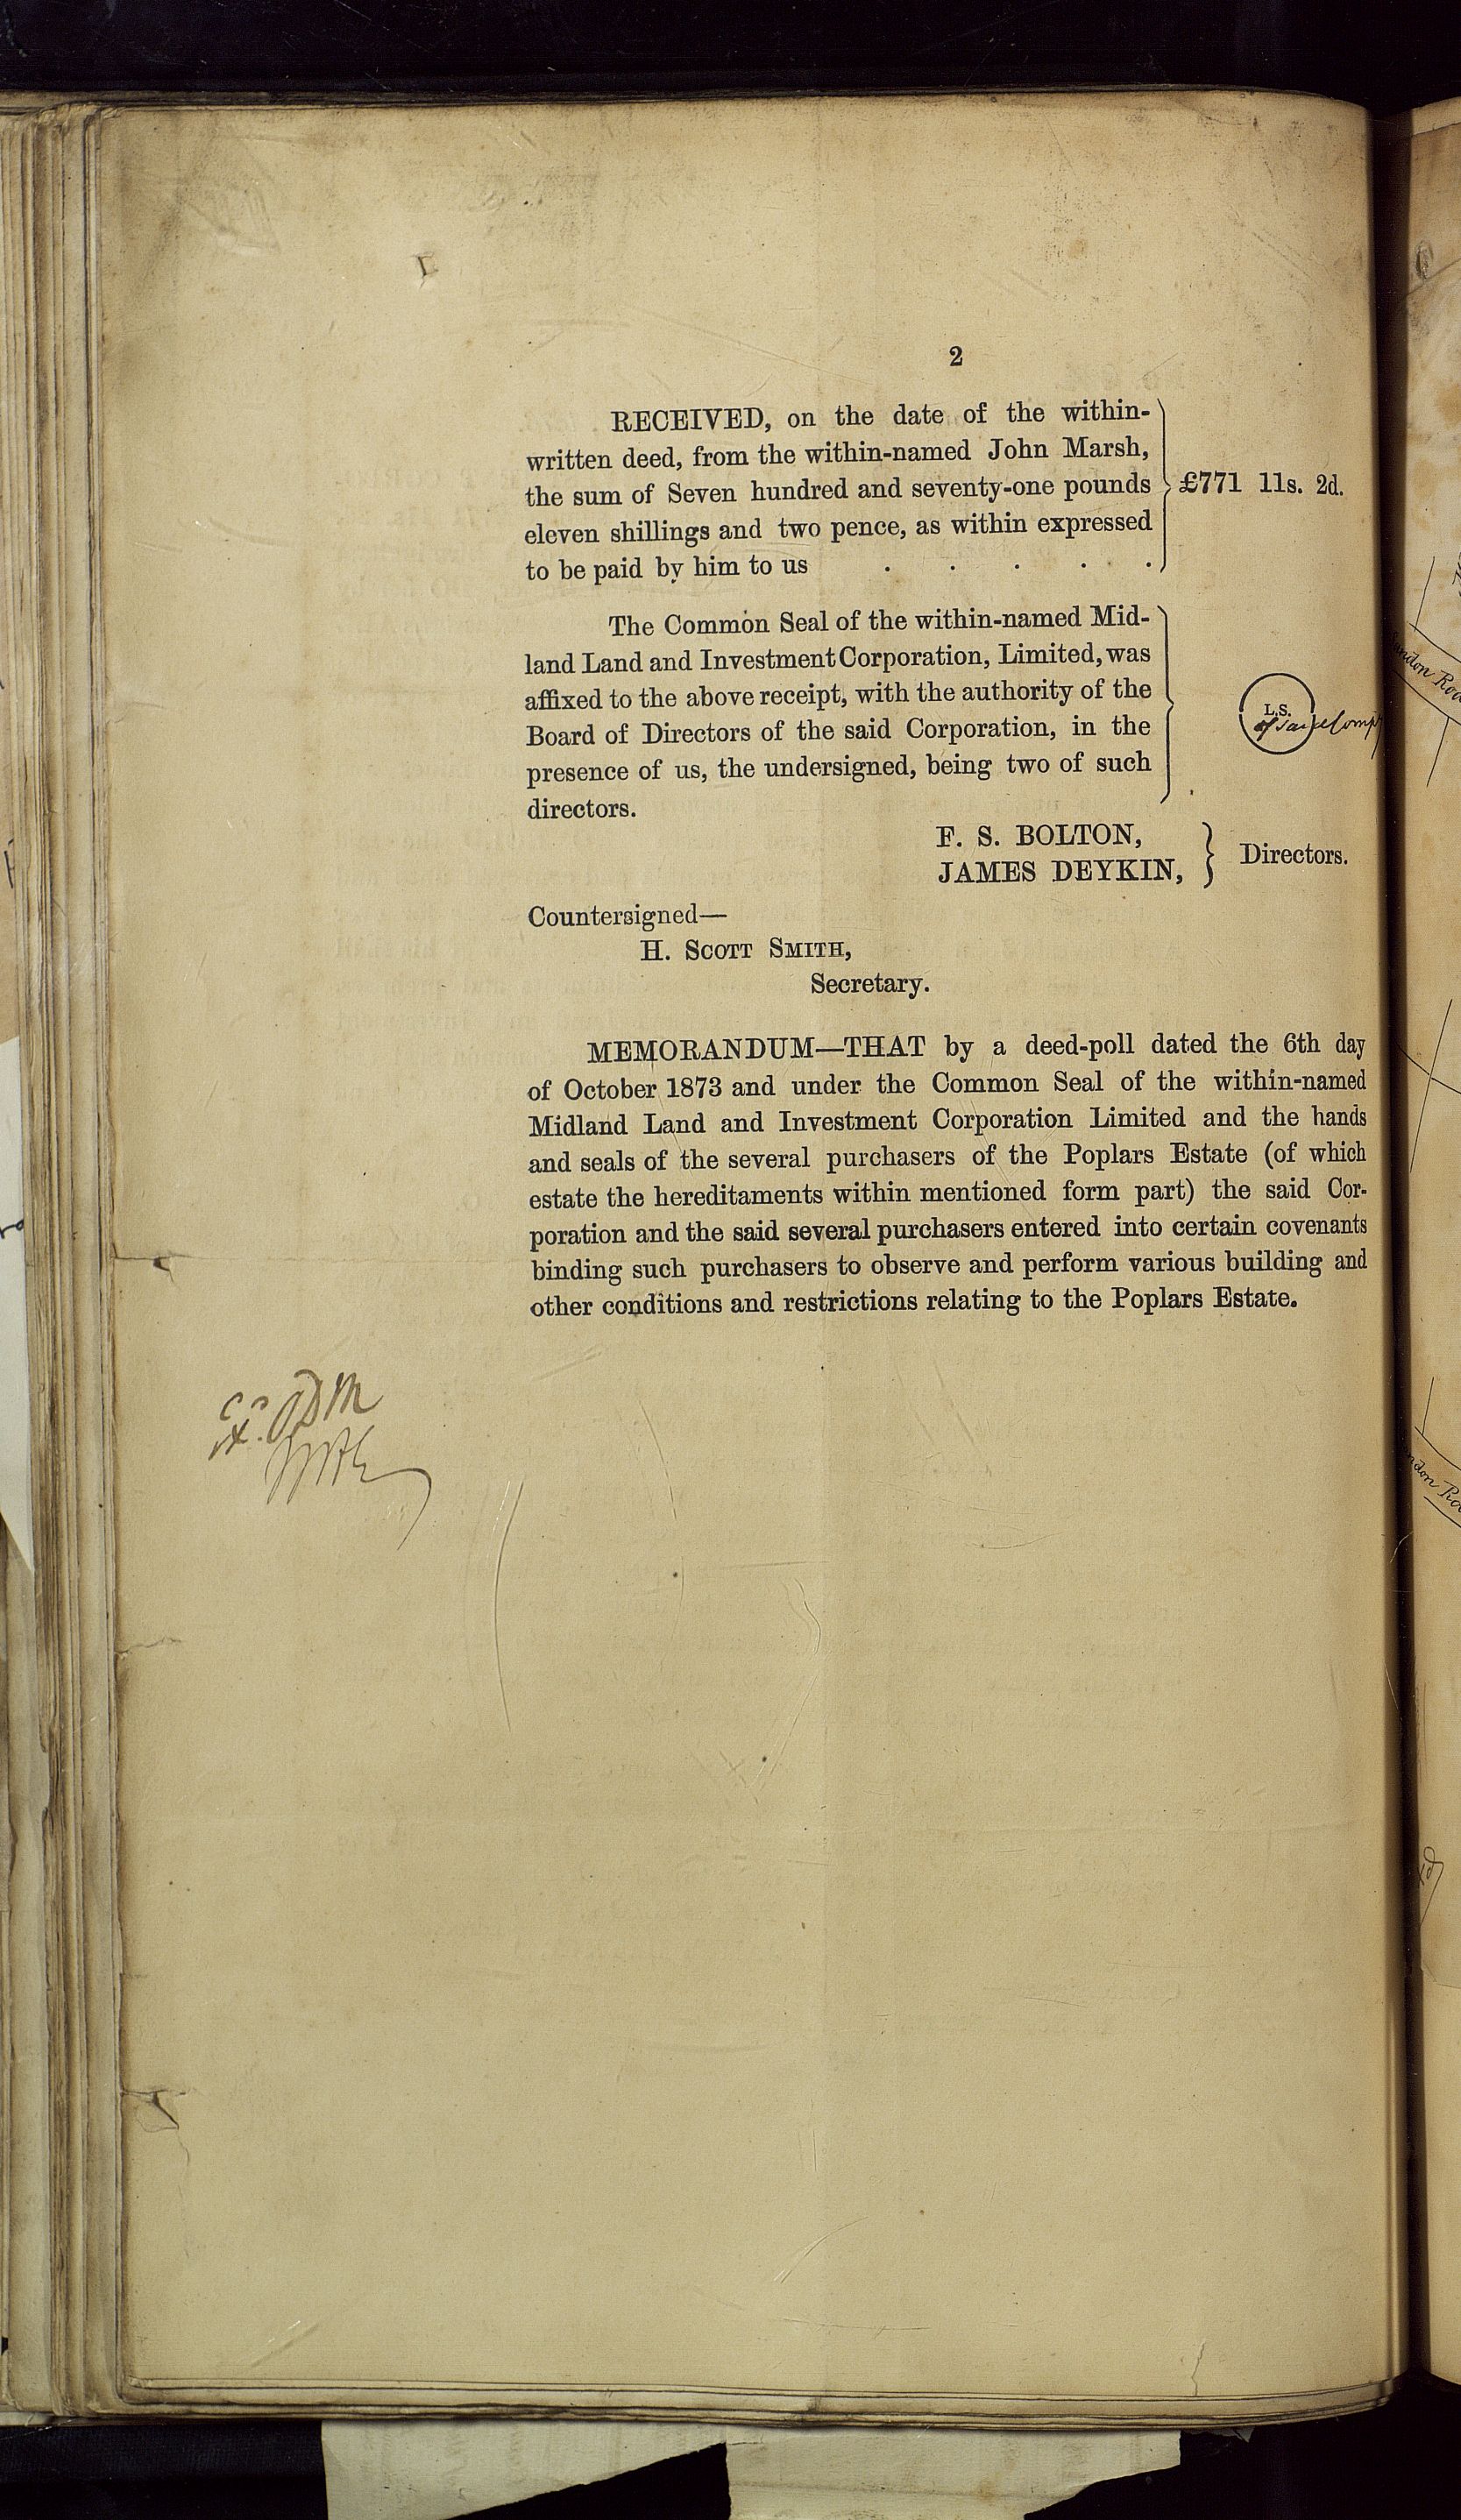 2
RECEIVED, on the date of the within-
written deed, from the within-named John Marsh,
the sum of Seven hundred and seventy-one pounds
eleven shillings and two pence, as within expressed
to be paid by him to us . . . . .
£771 11s. 2d.
The Common Seal of the within-named Mid-
land Land and Investment Corporation, Limited, was
affixed to the above receipt, with the authority of the
Board of Directors of the said Corporation, in the
presence of us, the undersigned, being two of such
directors.
L.S.
of
F. S. BOLTON,
JAMES DEYKIN,
Directors.
Countersigned—
H. SCOTT SMITH,
Secretary.
MEMORANDUM—THAT by a deed-poll dated the 6th day
of October 1873 and under the Common Seal of the within-named
Midland Land and Investment Corporation Limited and the hands
and seals of the several purchasers of the Poplars Estate (of which
estate the hereditaments within mentioned form part) the said Cor-
poration and the said several purchasers entered into certain covenants
binding such purchasers to observe and perform various building and
other conditions and restrictions relating to the Poplars Estate.